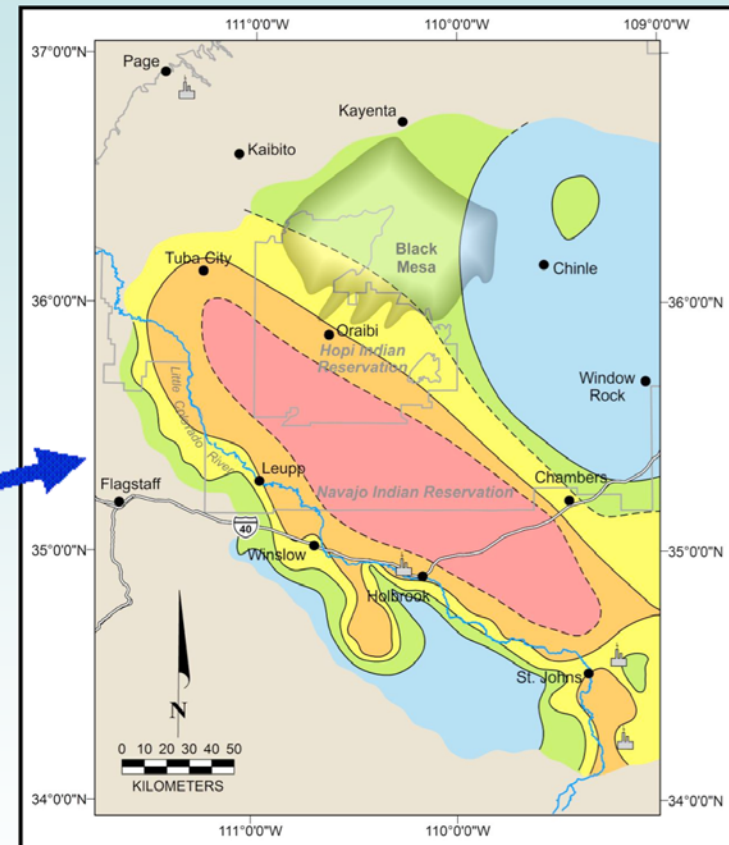 111°0'0"W
110°0'0"W
109°0'0"W
37°0'0"N
Page
Kayenta
Kaibito
Black
Mesa
Tuba City
Chinle
36°0'0"N
36°0'0"N
Oraibi
Hopi Indian
Reservation
Window
Rock
Little Colorado River
Leupp
Chambers
Flagstaff
Navajo Indian Reservation
40
35°0'0"N
35°0'0"N
Winslow
Holbrook
St. Johns
N
0 10 20 30 40 50
KILOMETERS
34°0'0"N
34°0'0"N
111°0'0"W
110°0'0"W